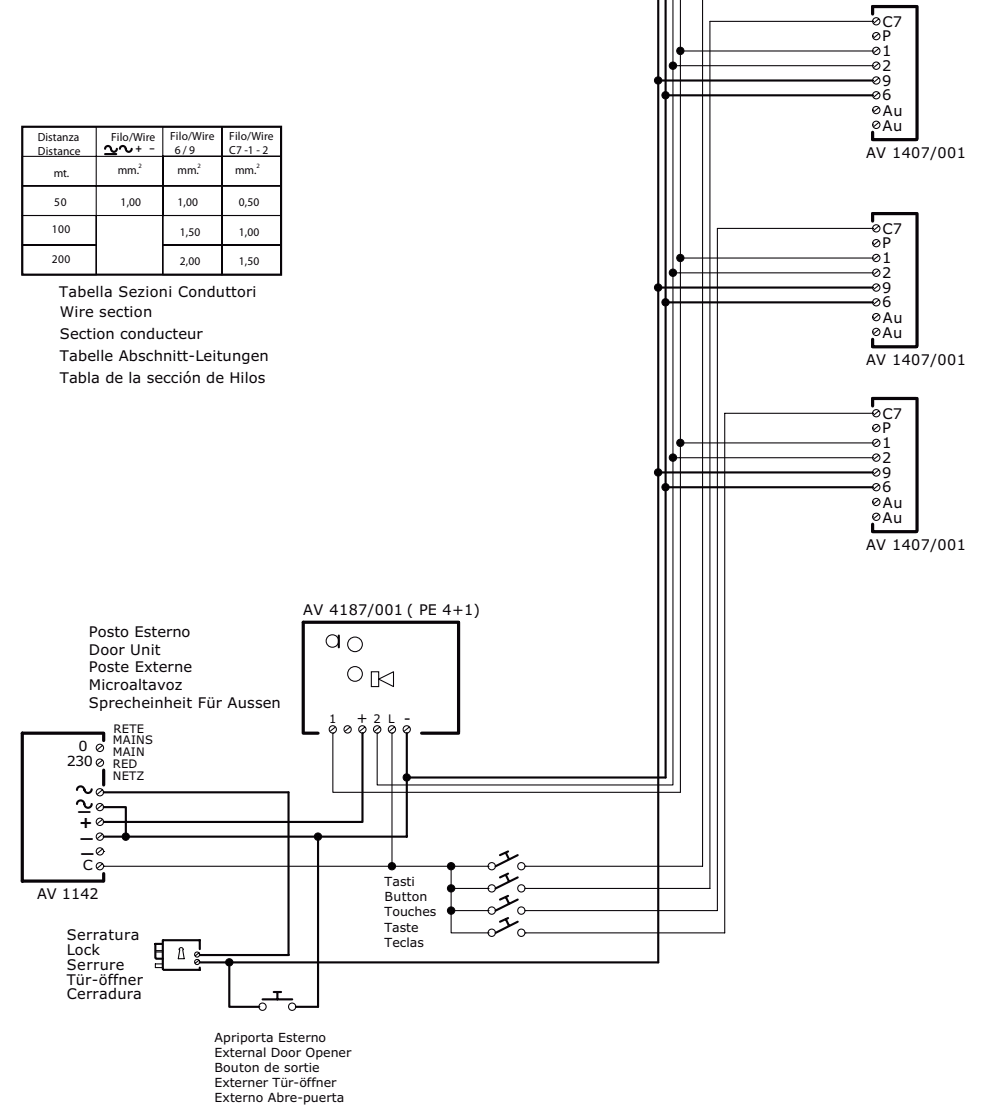 C7
P
1
2
9
6
Au
Au
AV 1407/001
Distanza Distance
Filo/Wire + -
Filo/Wire 6 / 9
Filo/Wire C7 -1 - 2
mt. mm.² mm.² mm.²
50 1,00 1,00 0,50
100 1,50 1,00
200 2,00 1,50
Tabella Sezioni Conduttori
Wire section
Section conducteur
Tabelle Abschnitt-Leitungen
Tabla de la sección de Hilos
C7
P
1
2
9
6
Au
Au
AV 1407/001
C7
P
1
2
9
6
Au
Au
AV 1407/001
AV 4187/001 ( PE 4+1)
1 + 2 L -
Posto Esterno
Door Unit
Poste Externe
Microaltavoz
Sprecheinheit Für Aussen
0
230
RETE
MAINS
MAIN
RED
NETZ
+
—
—
C
AV 1142
Tasti
Button
Touches
Taste
Teclas
Serratura
Lock
Serrure
Tür-öffner
Cerradura
Apriporta Esterno
External Door Opener
Bouton de sortie
Externer Tür-öffner
Externo Abre-puerta